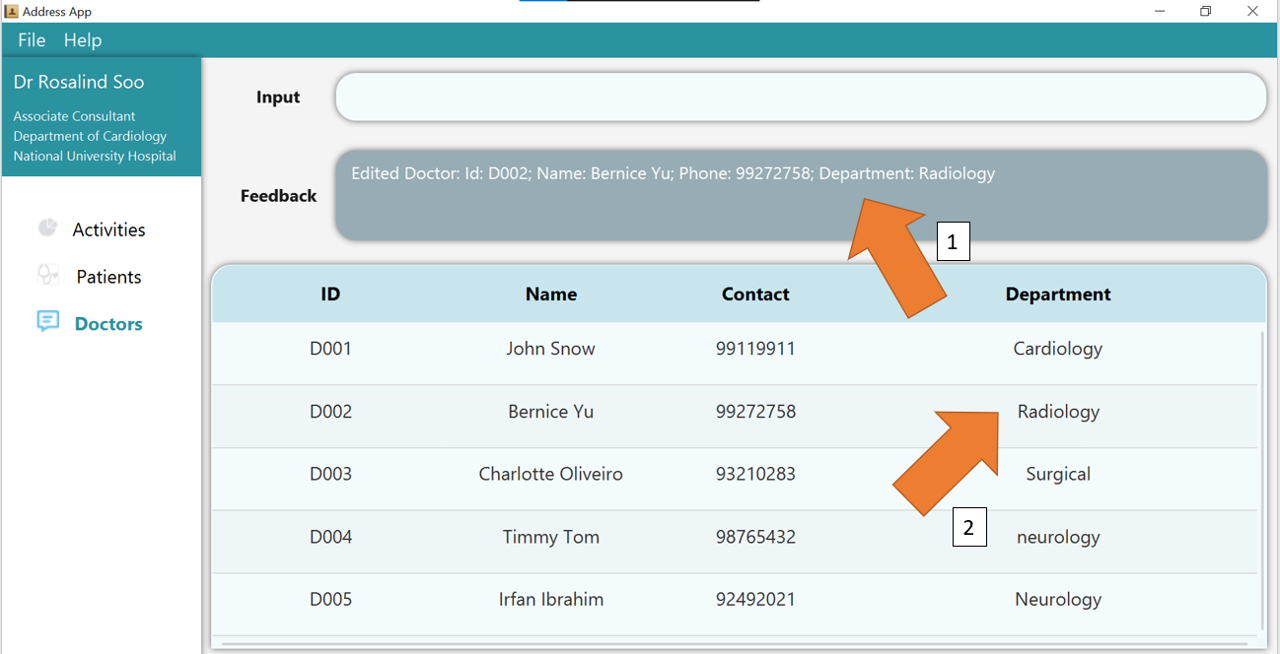 Address App
File Help
Dr Rosalind Soo
Associate Consultant
Department of Cardiology
National University Hospital
Activities
Patients
Doctors
Input
Feedback
Edited Doctor: Id: D002; Name: Bernice Yu; Phone: 99272758; Department: Radiology
1
ID Name Contact Department
D001 John Snow 99119911 Cardiology
D002 Bernice Yu 99272758 Radiology
D003 Charlotte Oliveiro 93210283 Surgical
2
D004 Timmy Tom 98765432 neurology
D005 Irfan Ibrahim 92492021 Neurology